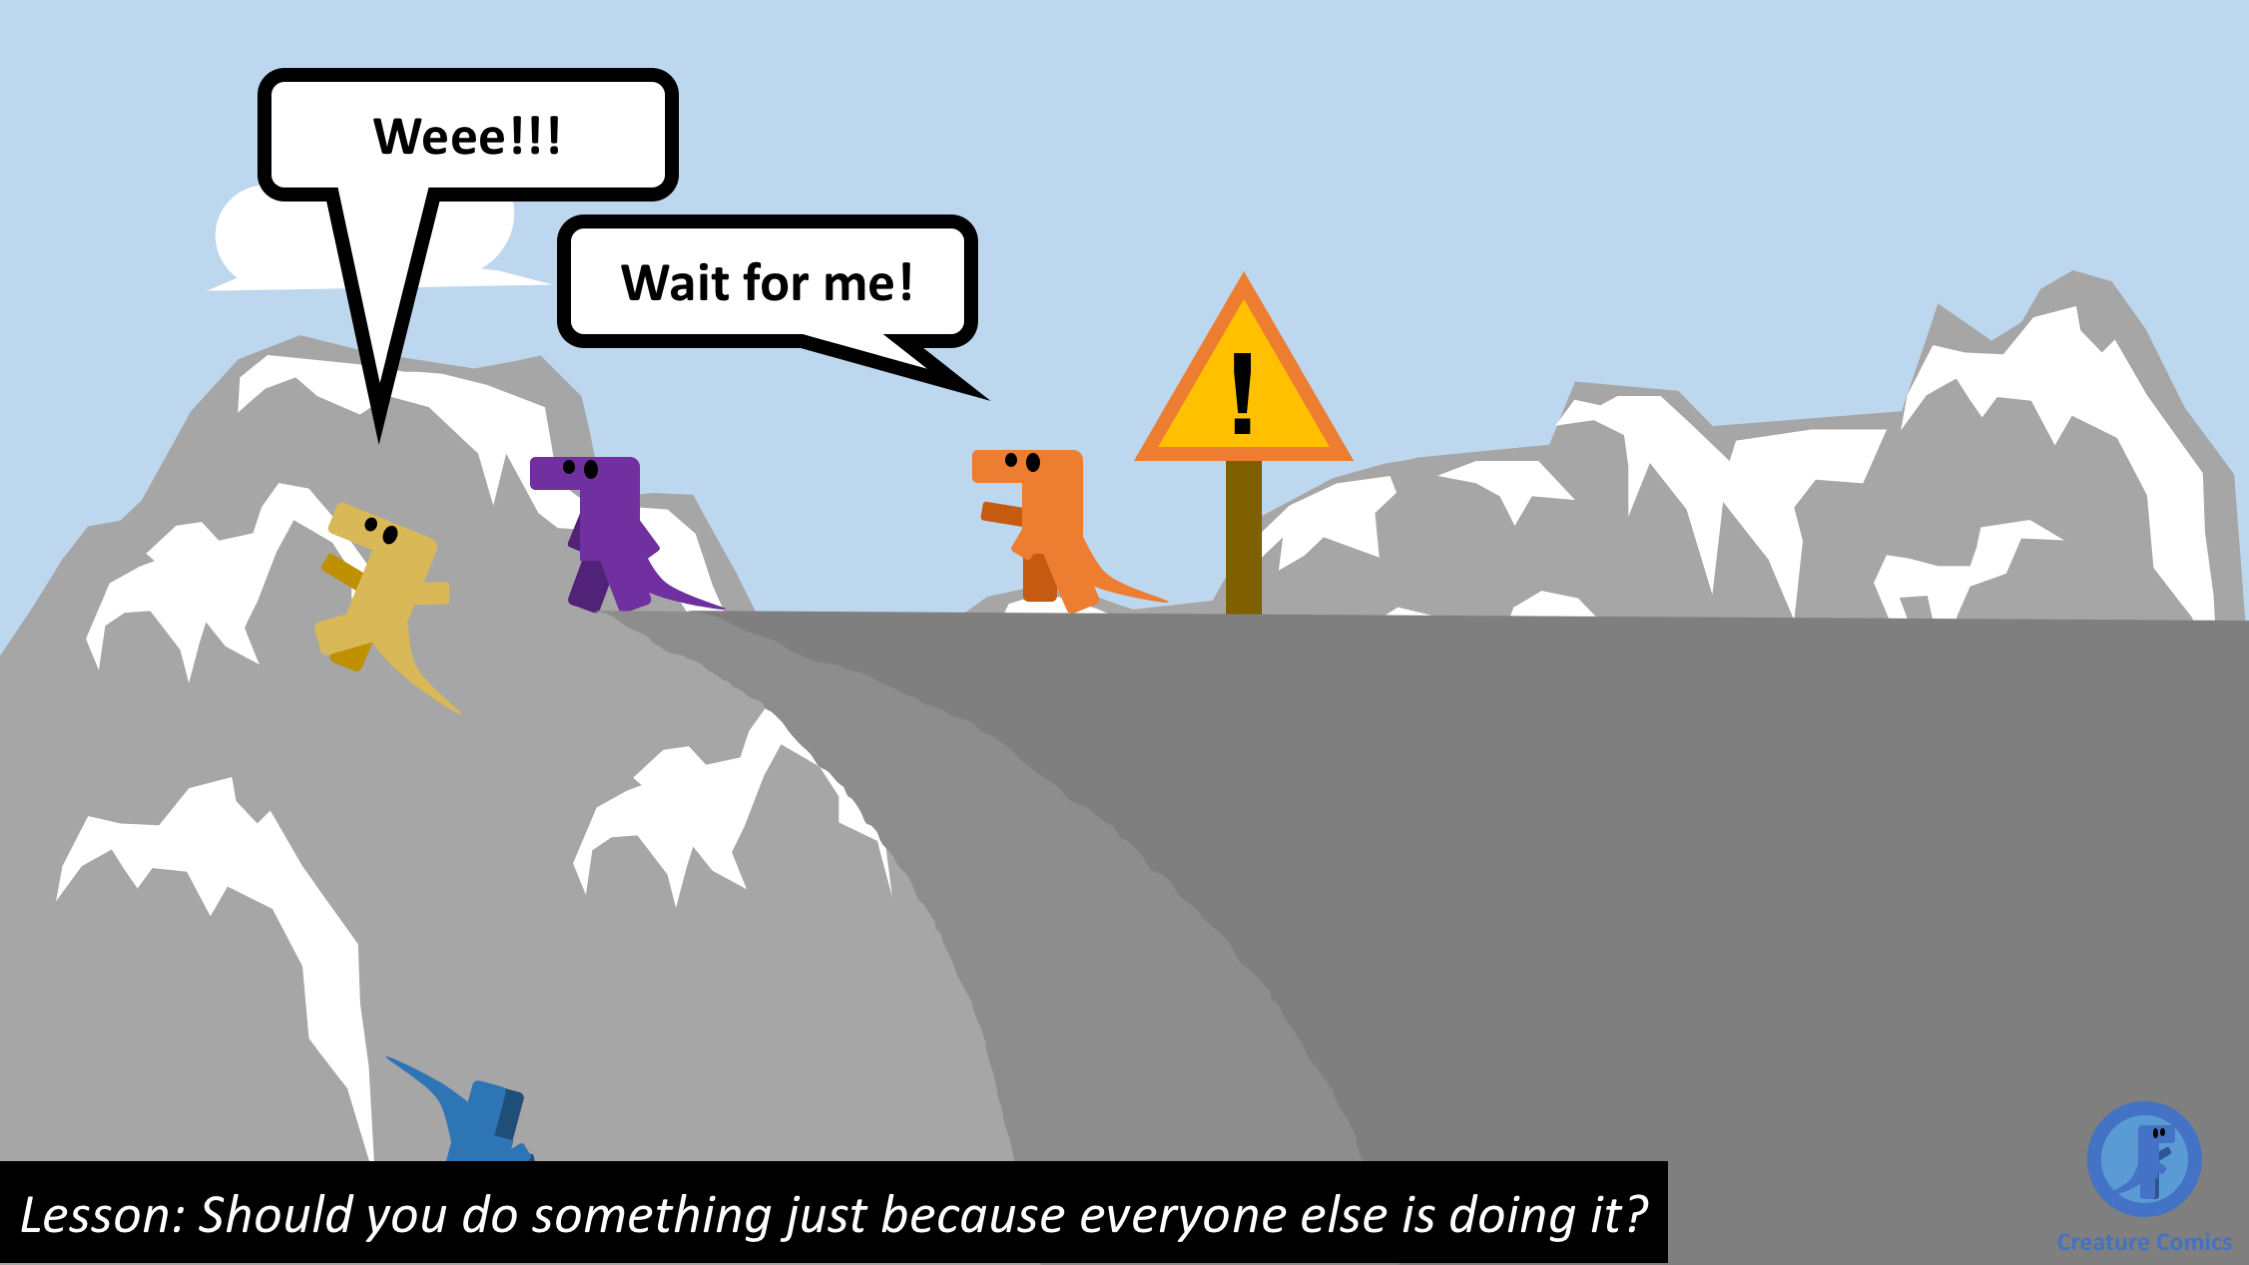 Weee!!!
Wait for me!
!
Lesson: Should you do something just because everyone else is doing it?
Creature Comics